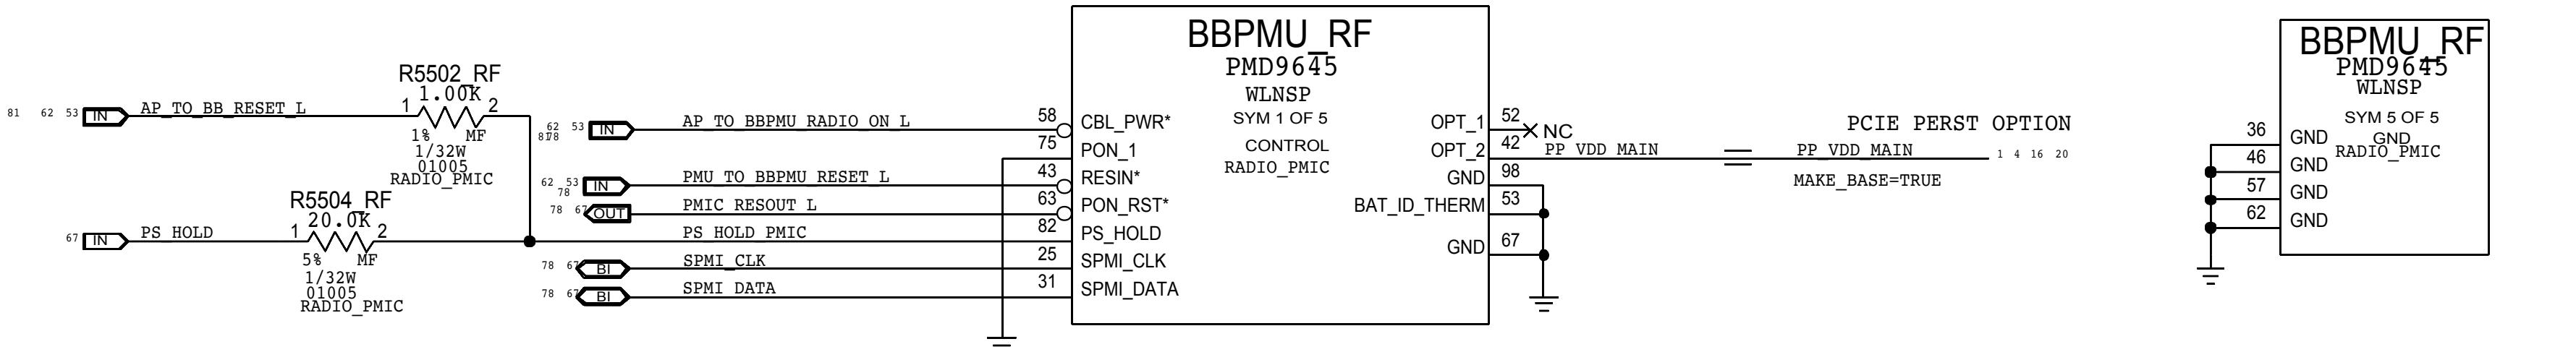 R5502_RF
1.00K
81 62 53 IN AP_TO_BB_RESET_L 1 2
1% MF
1/32W
01005
RADIO_PMIC
R5504_RF
20.0K
67 IN PS_HOLD 1 2
5% MF
1/32W
01005
RADIO_PMIC
62 53 IN AP_TO_BBPMU_RADIO_ON_L 58 CBL_PWR*
8178
75 PON_1
62 53 IN PMU_TO_BBPMU_RESET_L 43 RESIN*
78
78 67 OUT PMIC_RESOUT_L 63 PON_RST*
PS_HOLD_PMIC 82 PS_HOLD
78 67 BI SPMI_CLK 25 SPMI_CLK
78 67 BI SPMI_DATA 31 SPMI_DATA
BBPMU_RF
PMD9645
WLNSP
SYM 1 OF 5
CONTROL
RADIO_PMIC
OPT_1 52 NC
OPT_2 42 PP_VDD_MAIN PP_VDD_MAIN 1 4 16 20
GND 98
BAT_ID_THERM 53
GND 67
PCIE PERST OPTION
MAKE_BASE=TRUE
BBPMU_RF
PMD9645
WLNSP
SYM 5 OF 5
GND
RADIO_PMIC
36 GND
46 GND
57 GND
62 GND